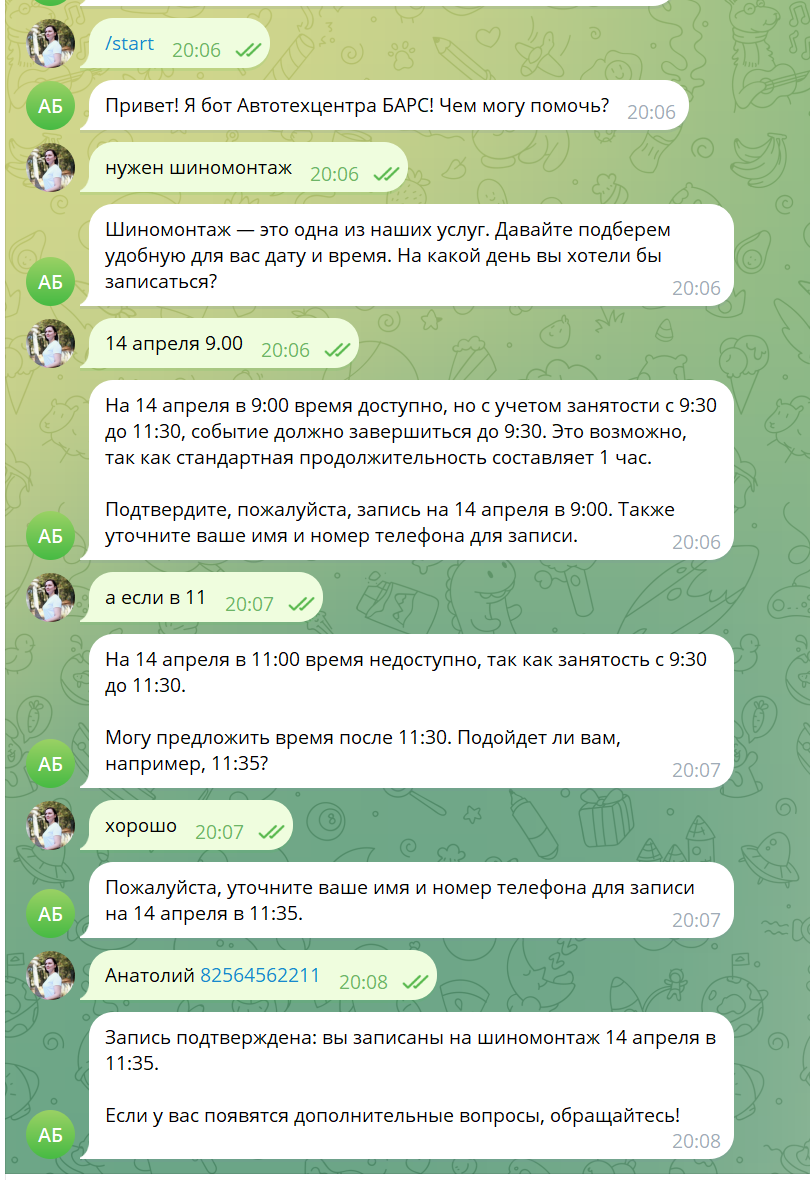 /start 20:06
АБ
Привет! Я бот Автотехцентра БАРС! Чем могу помочь? 20:06
нужен шиномонтаж 20:06
Шиномонтаж — это одна из наших услуг. Давайте подберем
удобную для вас дату и время. На какой день вы хотели бы
записаться?
АБ
20:06
14 апреля 9.00 20:06
На 14 апреля в 9:00 время доступно, но с учетом занятости с 9:30
до 11:30, событие должно завершиться до 9:30. Это возможно,
так как стандартная продолжительность составляет 1 час.
Подтвердите, пожалуйста, запись на 14 апреля в 9:00. Также
уточните ваше имя и номер телефона для записи.
АБ
20:06
а если в 11 20:07
На 14 апреля в 11:00 время недоступно, так как занятость с 9:30
до 11:30.
Могу предложить время после 11:30. Подойдет ли вам,
например, 11:35?
АБ
20:07
хорошо 20:07
Пожалуйста, уточните ваше имя и номер телефона для записи
на 14 апреля в 11:35.
АБ
20:07
Анатолий 82564562211 20:08
Запись подтверждена: вы записаны на шиномонтаж 14 апреля в
11:35.
Если у вас появятся дополнительные вопросы, обращайтесь!
АБ
20:08